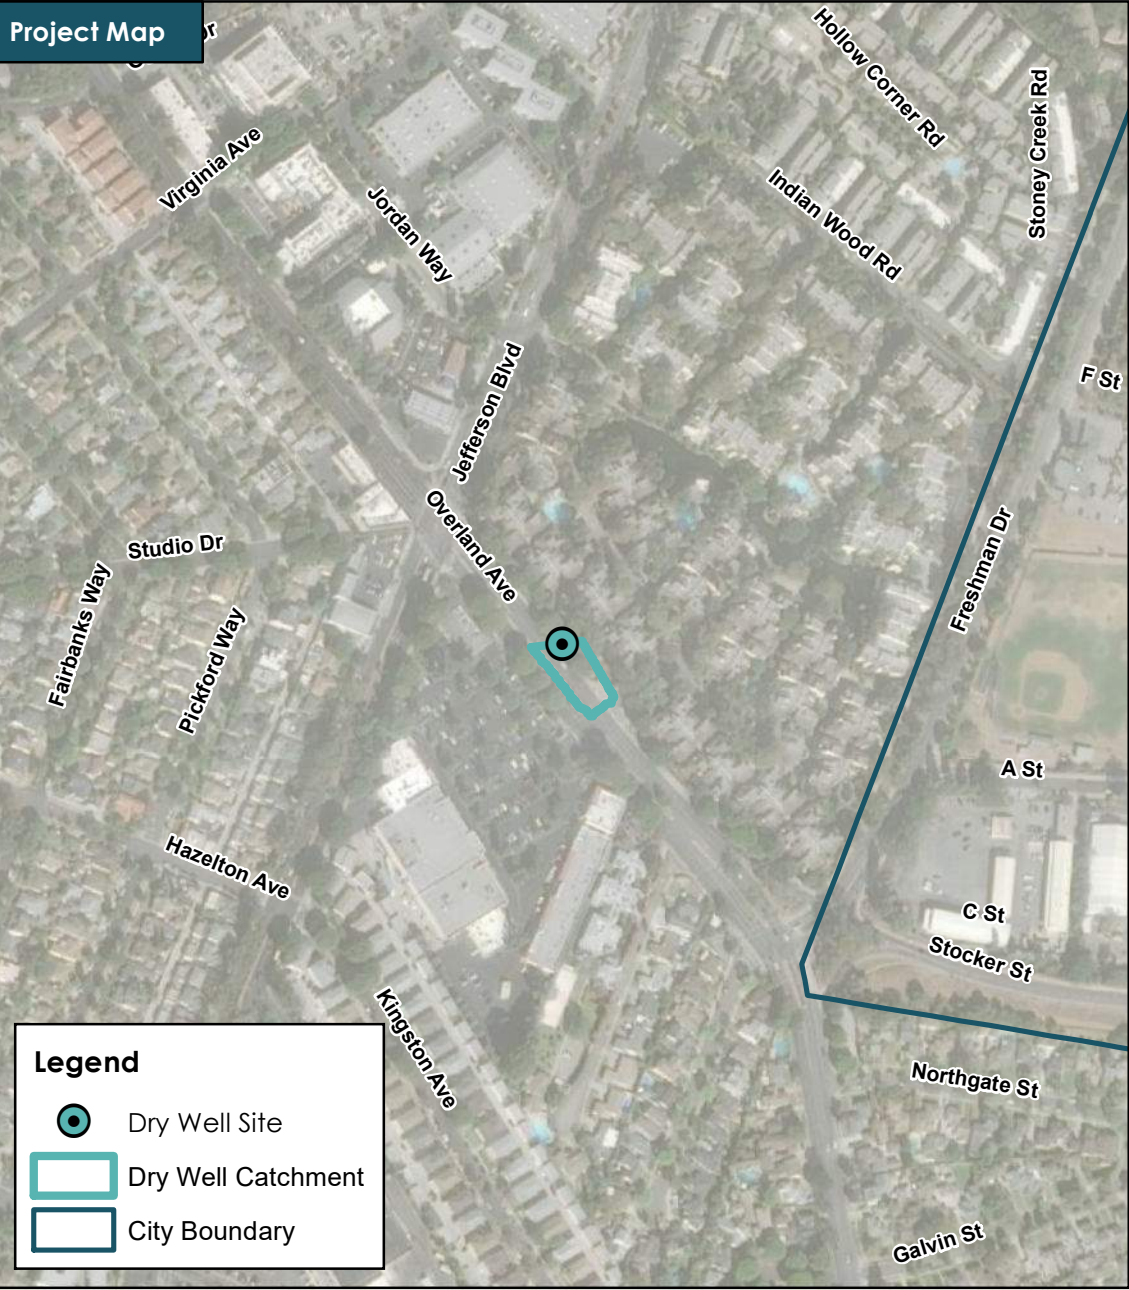 Project Map
Dr
Hollow Corner Rd
Stoney Creek Rd
Virginia Ave
Jordan Way
Indian Wood Rd
F St
Jefferson Blvd
Overland Ave
Studio Dr
Freshman Dr
Fairbanks Way
Pickford Way
A St
Hazelton Ave
C St
Stocker St
Kingston Ave
Northgate St
Galvin St
Legend
Dry Well Site
Dry Well Catchment
City Boundary